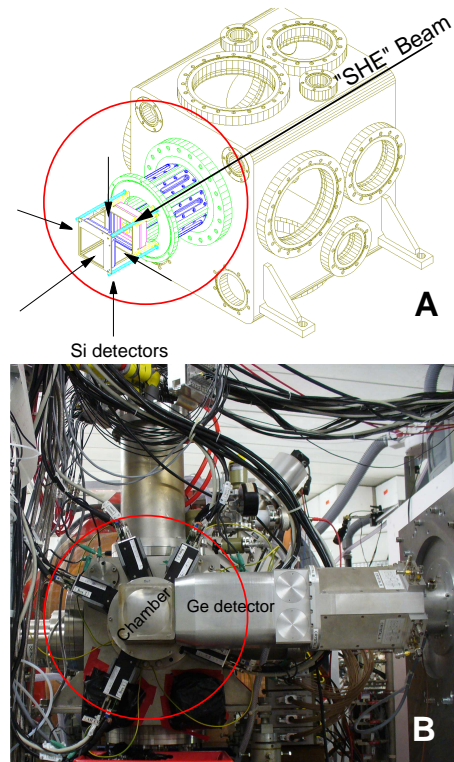 "SHE" Beam
A
Si detectors
Chamber
Ge detector
B